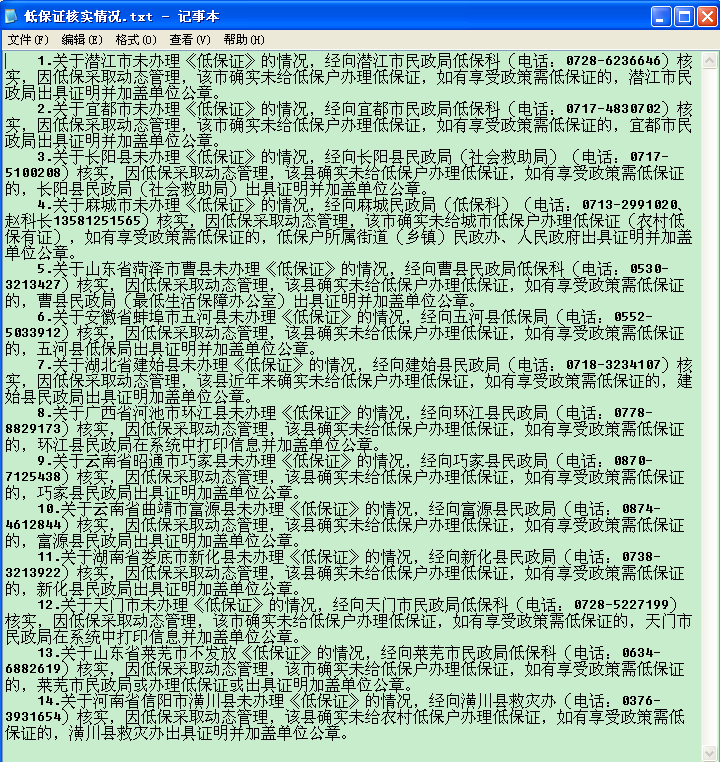 低保证核实情况.txt - 记事本
文件(F) 编辑(E) 格式(O) 查看(V) 帮助(H)
1.关于潜江市未办理《低保证》的情况，经向潜江市民政局低保科（电话：0728-6236646）核
实，因低保采取动态管理，该市确实未给低保户办理低保证，如有享受政策需低保证的，潜江市民
政局出具证明并加盖单位公章。
2.关于宜都市未办理《低保证》的情况，经向宜都市民政局低保科（电话：0717-4830702）核
实，因低保采取动态管理，该市确实未给低保户办理低保证，如有享受政策需低保证的，宜都市民
政局出具证明并加盖单位公章。
3.关于长阳县未办理《低保证》的情况，经向长阳县民政局（社会救助局）（电话：0717-
5100208）核实，因低保采取动态管理，该县确实未给低保户办理低保证，如有享受政策需低保证
的，长阳县民政局（社会救助局）出具证明并加盖单位公章。
4.关于麻城市未办理《低保证》的情况，经向麻城民政局（低保科）（电话：0713-2991020、
赵科长13581251565）核实，因低保采取动态管理，该市确实未给城市低保户办理低保证（农村低
保有证），如有享受政策需低保证的，低保户所属街道（乡镇）民政办、人民政府出具证明并加盖
单位公章。
5.关于山东省菏泽市曹县未办理《低保证》的情况，经向曹县民政局低保科（电话：0530-
3213427）核实，因低保采取动态管理，该县确实未给低保户办理低保证，如有享受政策需低保证
的，曹县民政局（最低生活保障办公室）出具证明并加盖单位公章。
6.关于安徽省蚌埠市五河县未办理《低保证》的情况，经向五河县低保局（电话：0552-
5033912）核实，因低保采取动态管理，该县确实未给低保户办理低保证，如有享受政策需低保证
的，五河县低保局出具证明并加盖单位公章。
7.关于湖北省建始县未办理《低保证》的情况，经向建始县民政局（电话：0718-3234107）核
实，因低保采取动态管理，该县近年来确实未给低保户办理低保证，如有享受政策需低保证的，建
始县民政局出具证明并加盖单位公章。
8.关于广西省河池市环江县未办理《低保证》的情况，经向环江县民政局（电话：0778-
8829173）核实，因低保采取动态管理，该县确实未给低保户办理低保证，如有享受政策需低保证
的，环江县民政局在系统中打印信息并加盖单位公章。
9.关于云南省昭通市巧家县未办理《低保证》的情况，经向巧家县民政局（电话：0870-
7125438）核实，因低保采取动态管理，该县确实未给低保户办理低保证，如有享受政策需低保证
的，巧家县民政局出具证明加盖单位公章。
10.关于云南省曲靖市富源县未办理《低保证》的情况，经向富源县民政局（电话：0874-
4612844）核实，因低保采取动态管理，该县确实未给低保户办理低保证，如有享受政策需低保证
的，富源县民政局出具证明加盖单位公章。
11.关于湖南省娄底市新化县未办理《低保证》的情况，经向新化县民政局（电话：0738-
3213922）核实，因低保采取动态管理，该县确实未给低保户办理低保证，如有享受政策需低保证
的，新化县民政局出具证明加盖单位公章。
12.关于天门市未办理《低保证》的情况，经向天门市民政局低保科（电话：0728-5227199）
核实，因低保采取动态管理，该市确实未给低保户办理低保证，如有享受政策需低保证的，天门市
民政局在系统中打印信息并加盖单位公章。
13.关于山东省莱芜市不发放《低保证》的情况，经向莱芜市民政局低保科（电话：0634-
6882619）核实，因低保采取动态管理，该市确实未给低保户办理低保证，如有享受政策需低保证
的，莱芜市民政局或办理低保证或出具证明并加盖单位公章。
14.关于河南省信阳市潢川县未办理《低保证》的情况，经向潢川县救灾办（电话：0376-
3931654）核实，因低保采取动态管理，该县确实未给农村低保户办理低保证，如有享受政策需低
保证的，潢川县救灾办出具证明并加盖单位公章。